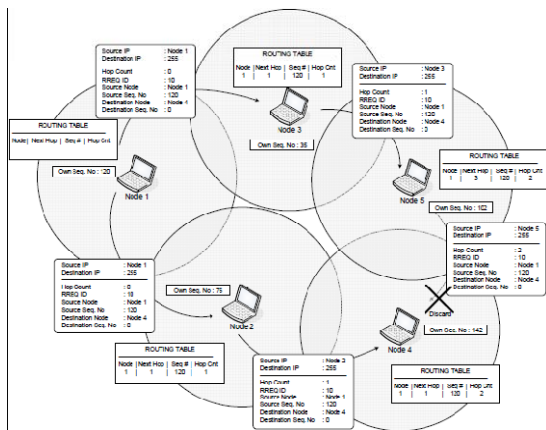 Source IP : Node 1
Destination IP : 255
Hop Count : 0
RREQ ID : 10
Source Node : Node 1
Source Seq. No : 120
Destination Node : Node 4
Destination Seq. No : 0
ROUTING TABLE
Node | Next Hop | Seq # | Hop Cnt
1 | 1 | 120 | 1
Source IP : Node 3
Destination IP : 255
Hop Count : 1
RREQ ID : 10
Source Node : Node 1
Source Seq. No : 120
Destination Node : Node 4
Destination Seq. No : 0
ROUTING TABLE
Node | Next Hop | Seq # | Hop Cnt
Node 3
Own Seq. No : 35
Own Seq. No : 120
Node 1
ROUTING TABLE
Node | Next Hop | Seq # | Hop Cnt
1 | 3 | 120 | 2
Node 5
Own Seq. No : 102
Source IP : Node 5
Destination IP : 255
Hop Count : 2
RREQ ID : 10
Source Node : Node 1
Source Seq. No : 120
Destination Node : Node 4
Destination Seq. No : 0
Source IP : Node 1
Destination IP : 255
Hop Count : 0
RREQ ID : 10
Source Node : Node 1
Source Seq. No : 120
Destination Node : Node 4
Destination Seq. No : 0
Own Seq. No : 75
Node 2
Discard
Own Seq. No : 142
Node 4
ROUTING TABLE
Node | Next Hop | Seq # | Hop Cnt
1 | 1 | 120 | 1
Source IP : Node 3
Destination IP : 255
Hop Count : 1
RREQ ID : 10
Source Node : Node 1
Source Seq. No : 120
Destination Node : Node 4
Destination Seq. No : 0
ROUTING TABLE
Node | Next Hop | Seq # | Hop Cnt
1 | 1 | 120 | 2